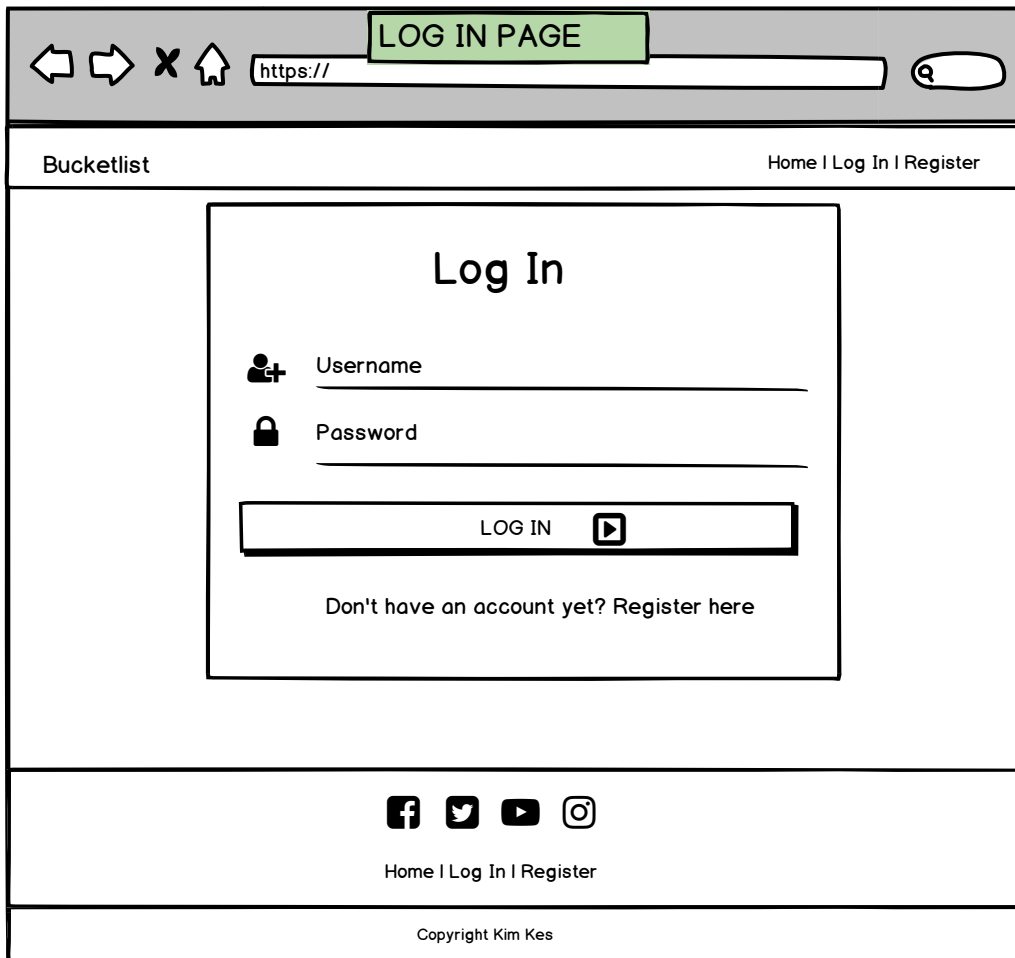 LOG IN PAGE
https://
Bucketlist
Home | Log In | Register
Log In
Username
Password
LOG IN
Don't have an account yet? Register here
Home | Log In | Register
Copyright Kim Kes